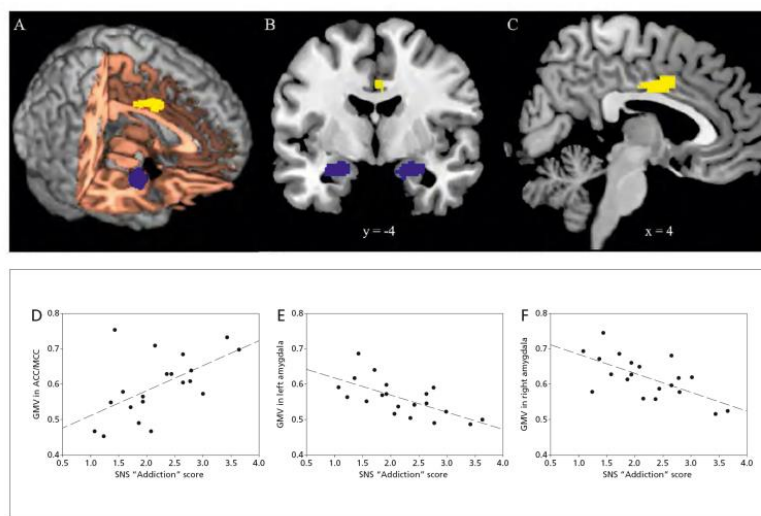 A
B
C
y = -4
x = 4
D
GMV in ACC/MCC
0.8
0.7
0.6
0.5
0.4
0.5 1.0 1.5 2.0 2.5 3.0 3.5 4.0
SNS "Addiction" score
E
GMV in left amygdala
0.8
0.7
0.6
0.5
0.4
0.5 1.0 1.5 2.0 2.5 3.0 3.5 4.0
SNS "Addiction" score
F
GMV in right amygdala
0.8
0.7
0.6
0.5
0.4
0.5 1.0 1.5 2.0 2.5 3.0 3.5 4.0
SNS "Addiction" score